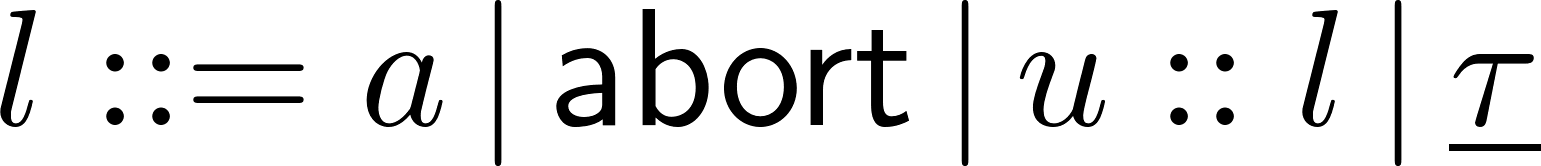 l ::= a | abort | u :: l | τ̲